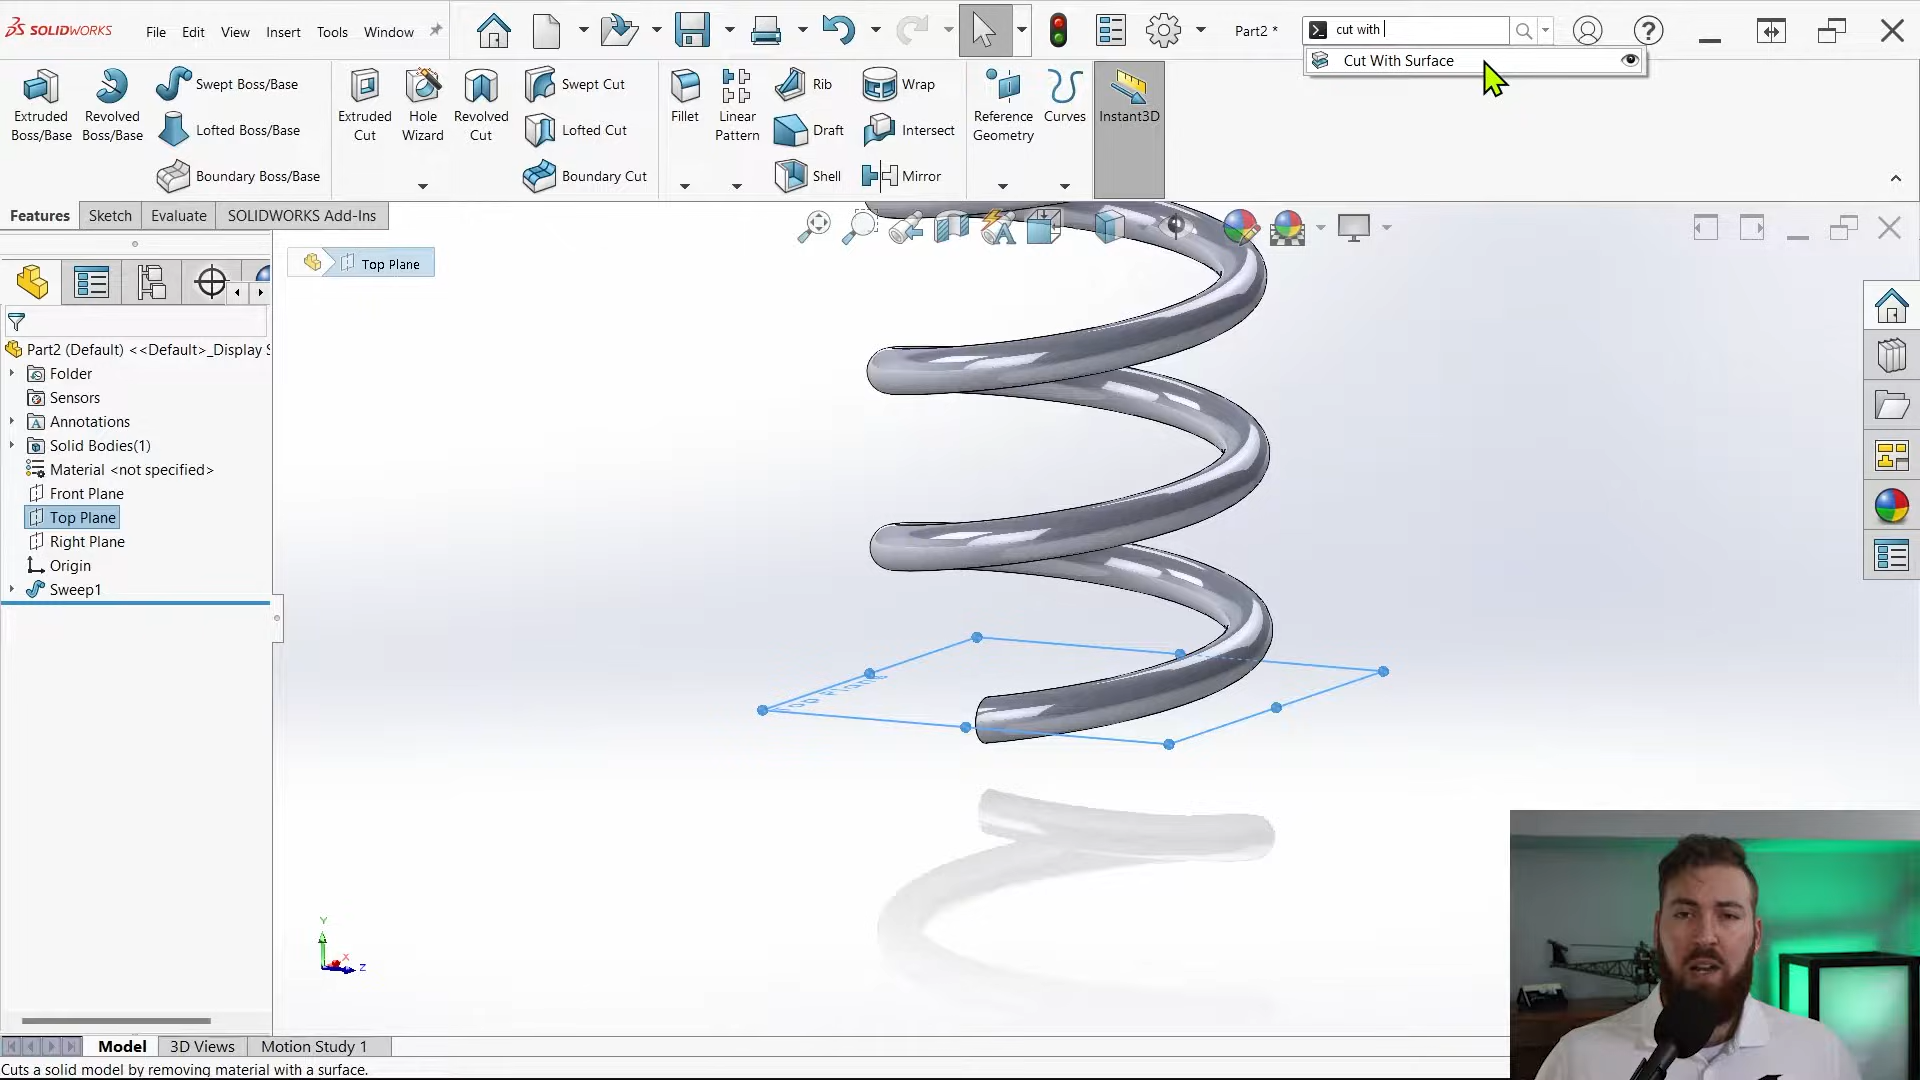 SOLIDWORKS
File Edit View Insert Tools Window
Part2 *
cut with
Cut With Surface
Extruded Boss/Base
Revolved Boss/Base
Swept Boss/Base
Lofted Boss/Base
Boundary Boss/Base
Extruded Cut
Hole Wizard
Revolved Cut
Swept Cut
Lofted Cut
Boundary Cut
Fillet
Linear Pattern
Rib
Draft
Shell
Wrap
Intersect
Mirror
Reference Geometry
Curves
Instant3D
Features Sketch Evaluate SOLIDWORKS Add-Ins
Top Plane
Part2 (Default) <<Default>_Display S
Folder
Sensors
Annotations
Solid Bodies(1)
Material <not specified>
Front Plane
Top Plane
Right Plane
Origin
Sweep1
Top Plane
Y
X
Z
Model 3D Views Motion Study 1
Cuts a solid model by removing material with a surface.